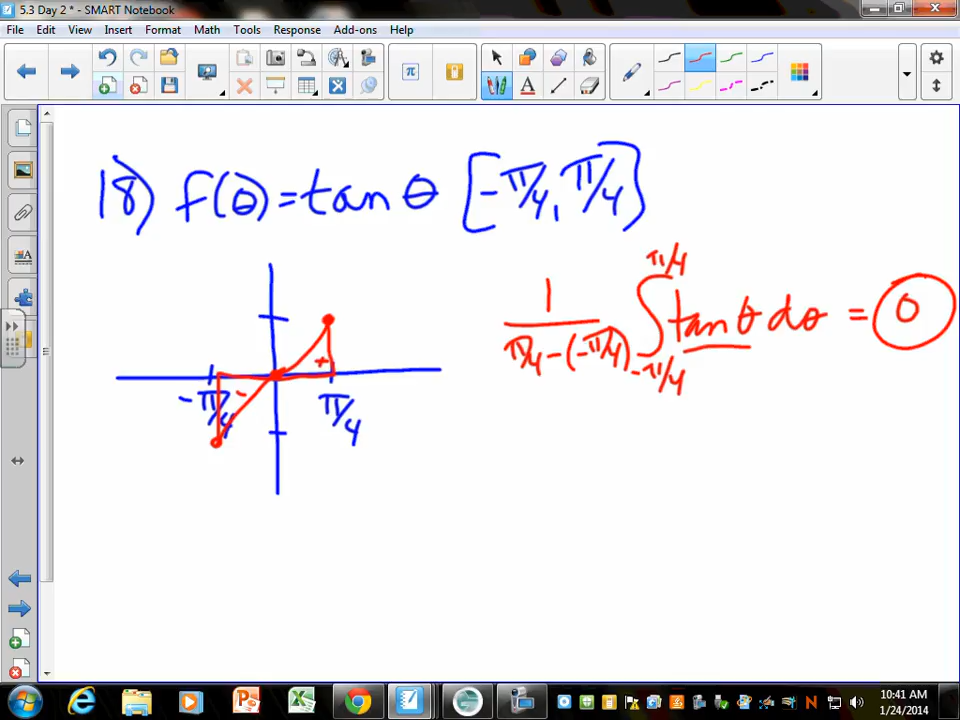 5.3 Day 2 * - SMART Notebook
File Edit View Insert Format Math Tools Response Add-ons Help
18) f(θ)=tan θ [-π/4, π/4]
1
π/4-(-π/4)
π/4
∫ tan θ dθ = 0
-π/4
+
-
-π/4
π/4
10:41 AM
1/24/2014